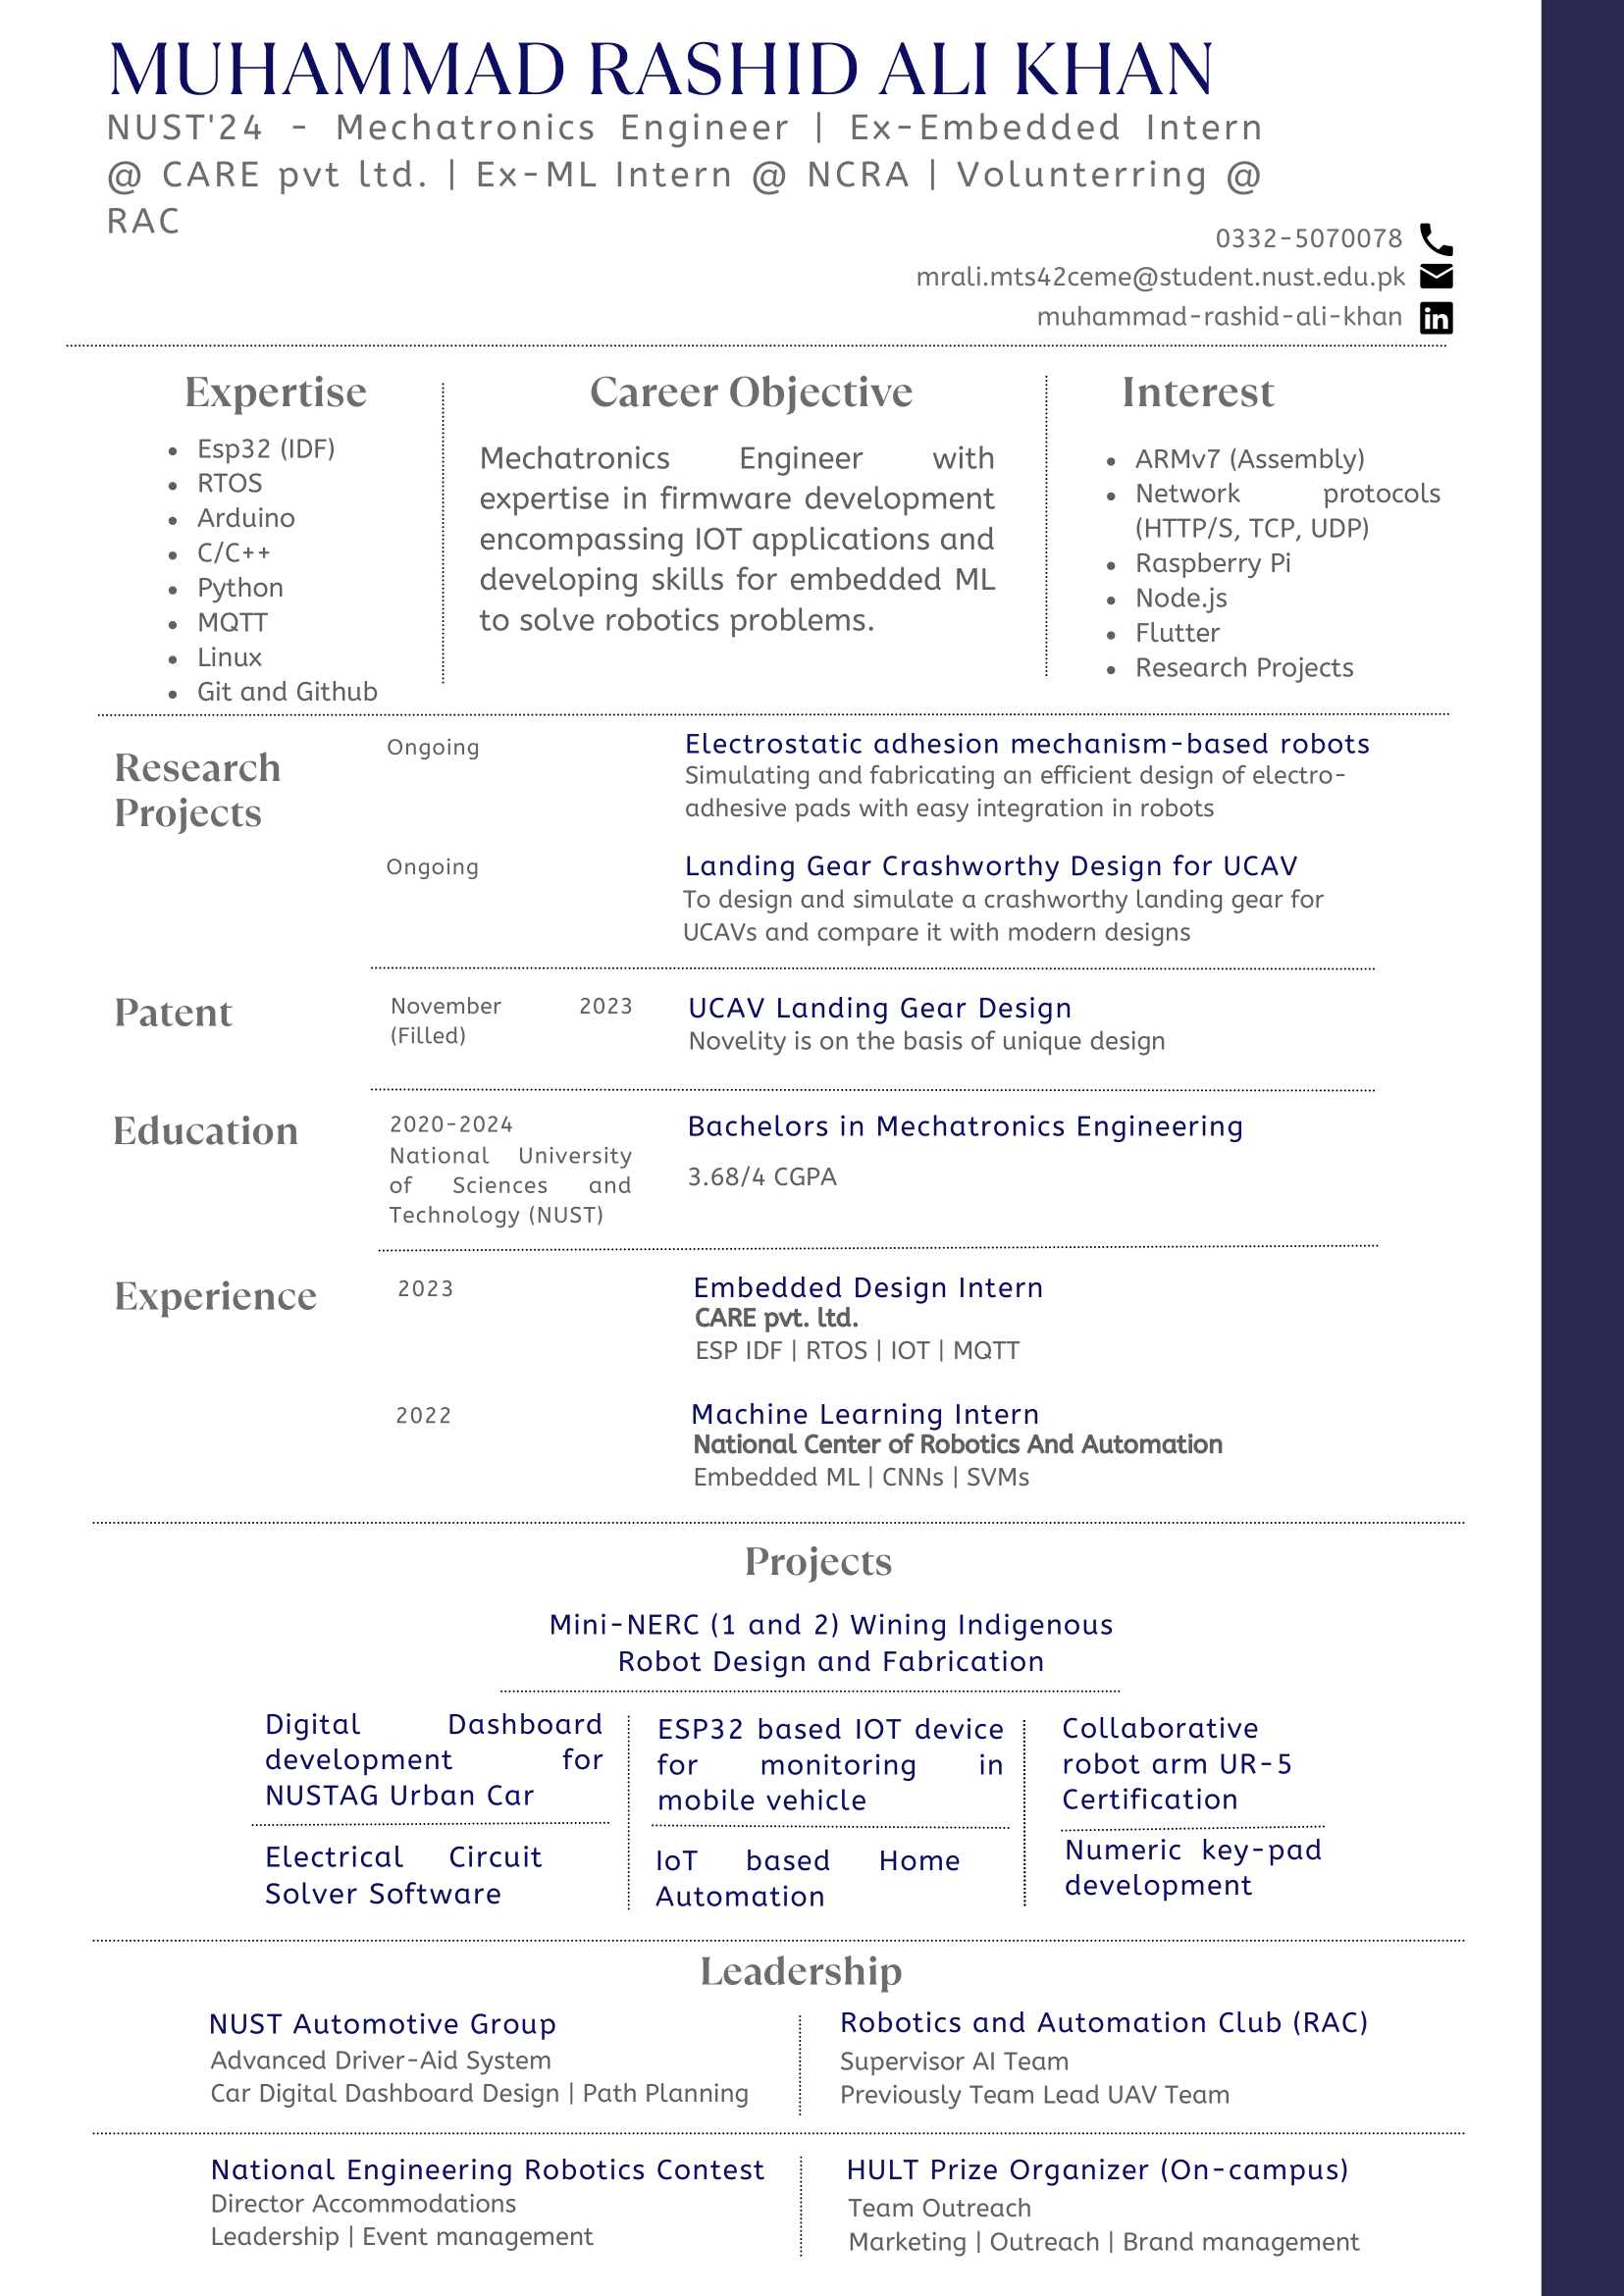 MUHAMMAD RASHID ALI KHAN
NUST'24 - Mechatronics Engineer | Ex-Embedded Intern
@ CARE pvt ltd. | Ex-ML Intern @ NCRA | Volunterring @
RAC
0332-5070078
mrali.mts42ceme@student.nust.edu.pk
muhammad-rashid-ali-khan
Expertise
Esp32 (IDF)
RTOS
Arduino
C/C++
Python
MQTT
Linux
Git and Github
Career Objective
Mechatronics Engineer with
expertise in firmware development
encompassing IOT applications and
developing skills for embedded ML
to solve robotics problems.
Interest
ARMv7 (Assembly)
Network protocols
(HTTP/S, TCP, UDP)
Raspberry Pi
Node.js
Flutter
Research Projects
Research
Projects
Ongoing
Electrostatic adhesion mechanism-based robots
Simulating and fabricating an efficient design of electro-
adhesive pads with easy integration in robots
Ongoing
Landing Gear Crashworthy Design for UCAV
To design and simulate a crashworthy landing gear for
UCAVs and compare it with modern designs
Patent
November 2023
(Filled)
UCAV Landing Gear Design
Novelity is on the basis of unique design
Education
2020-2024
National University
of Sciences and
Technology (NUST)
Bachelors in Mechatronics Engineering
3.68/4 CGPA
Experience
2023
Embedded Design Intern
CARE pvt. ltd.
ESP IDF | RTOS | IOT | MQTT
2022
Machine Learning Intern
National Center of Robotics And Automation
Embedded ML | CNNs | SVMs
Projects
Mini-NERC (1 and 2) Wining Indigenous
Robot Design and Fabrication
Digital Dashboard
development for
NUSTAG Urban Car
ESP32 based IOT device
for monitoring in
mobile vehicle
Collaborative
robot arm UR-5
Certification
Electrical Circuit
Solver Software
IoT based Home
Automation
Numeric key-pad
development
Leadership
NUST Automotive Group
Advanced Driver-Aid System
Car Digital Dashboard Design | Path Planning
Robotics and Automation Club (RAC)
Supervisor AI Team
Previously Team Lead UAV Team
National Engineering Robotics Contest
Director Accommodations
Leadership | Event management
HULT Prize Organizer (On-campus)
Team Outreach
Marketing | Outreach | Brand management